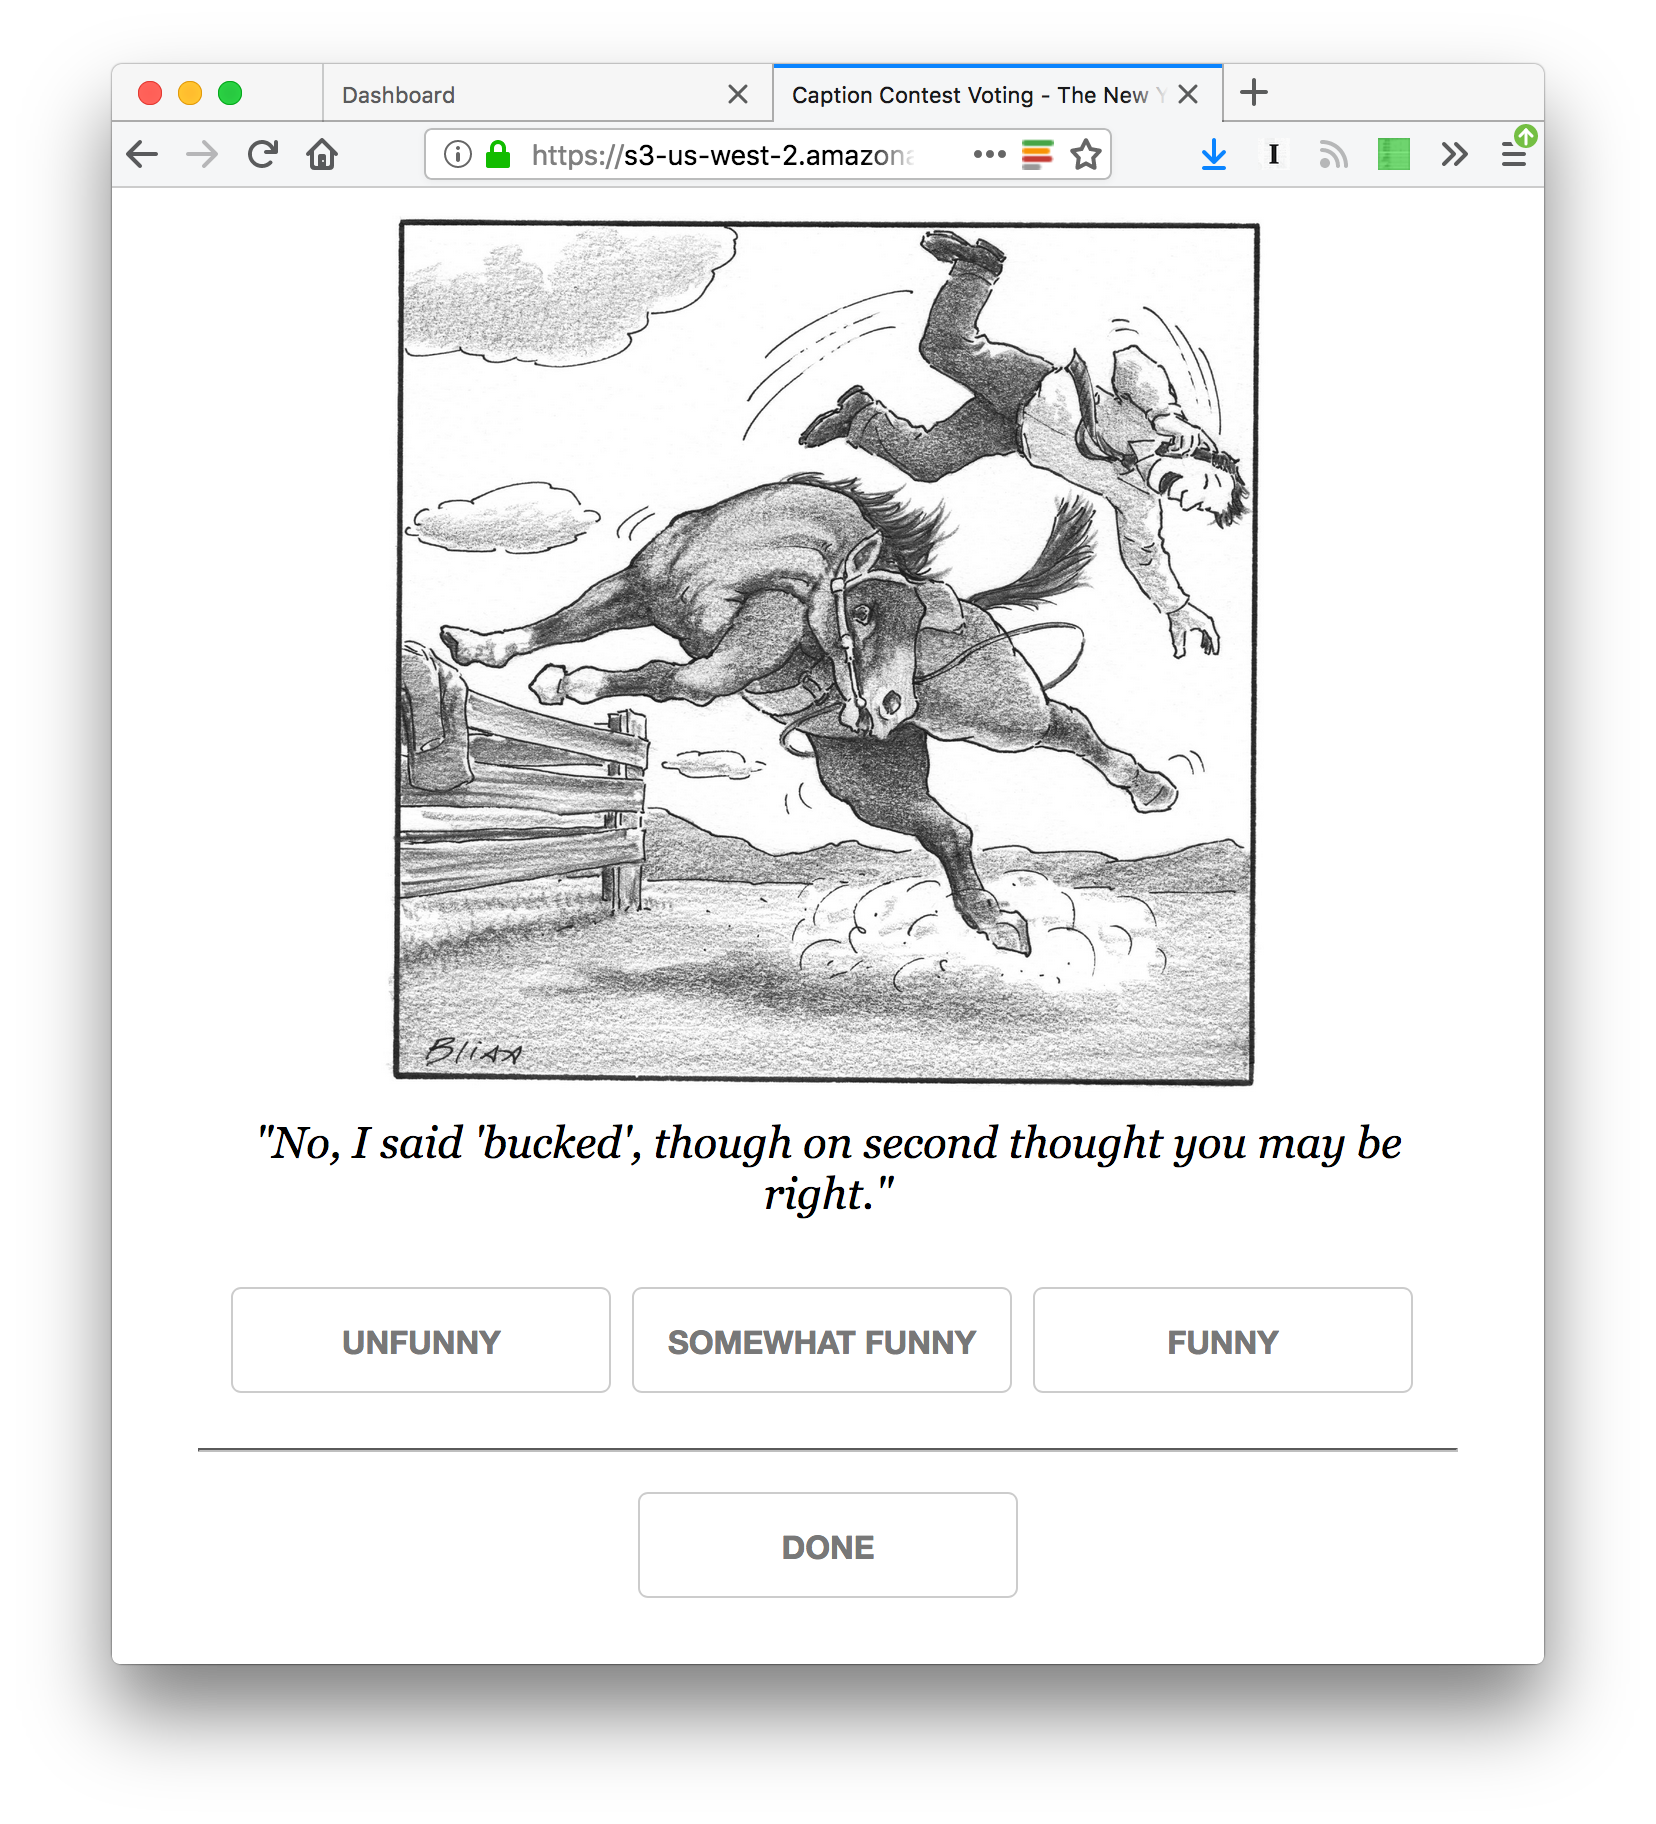 Dashboard
Caption Contest Voting - The New Y
https://s3-us-west-2.amazona
I
Bliss
"No, I said 'bucked', though on second thought you may be
right."
UNFUNNY
SOMEWHAT FUNNY
FUNNY
DONE